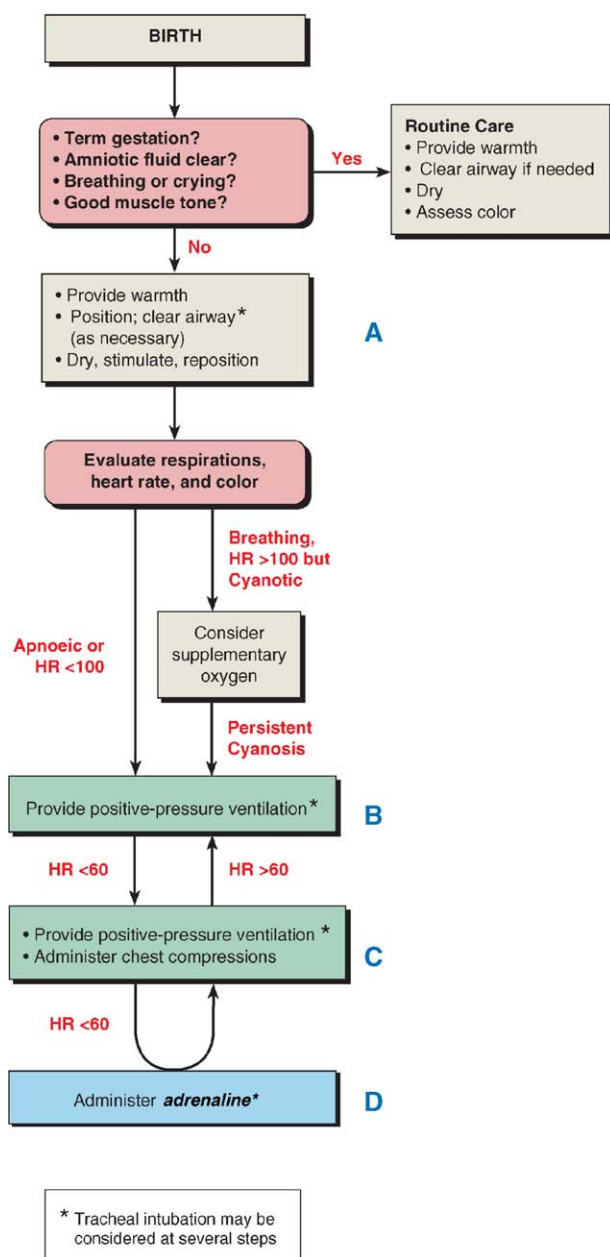 BIRTH
• Term gestation?
• Amniotic fluid clear?
• Breathing or crying?
• Good muscle tone?
Yes
Routine Care
• Provide warmth
• Clear airway if needed
• Dry
• Assess color
No
• Provide warmth
• Position; clear airway*
(as necessary)
• Dry, stimulate, reposition
A
Evaluate respirations,
heart rate, and color
Breathing,
HR >100 but
Cyanotic
Apnoeic or
HR <100
Consider
supplementary
oxygen
Persistent
Cyanosis
Provide positive-pressure ventilation*
B
HR <60
HR >60
• Provide positive-pressure ventilation *
• Administer chest compressions
C
HR <60
Administer adrenaline*
D
* Tracheal intubation may be
considered at several steps